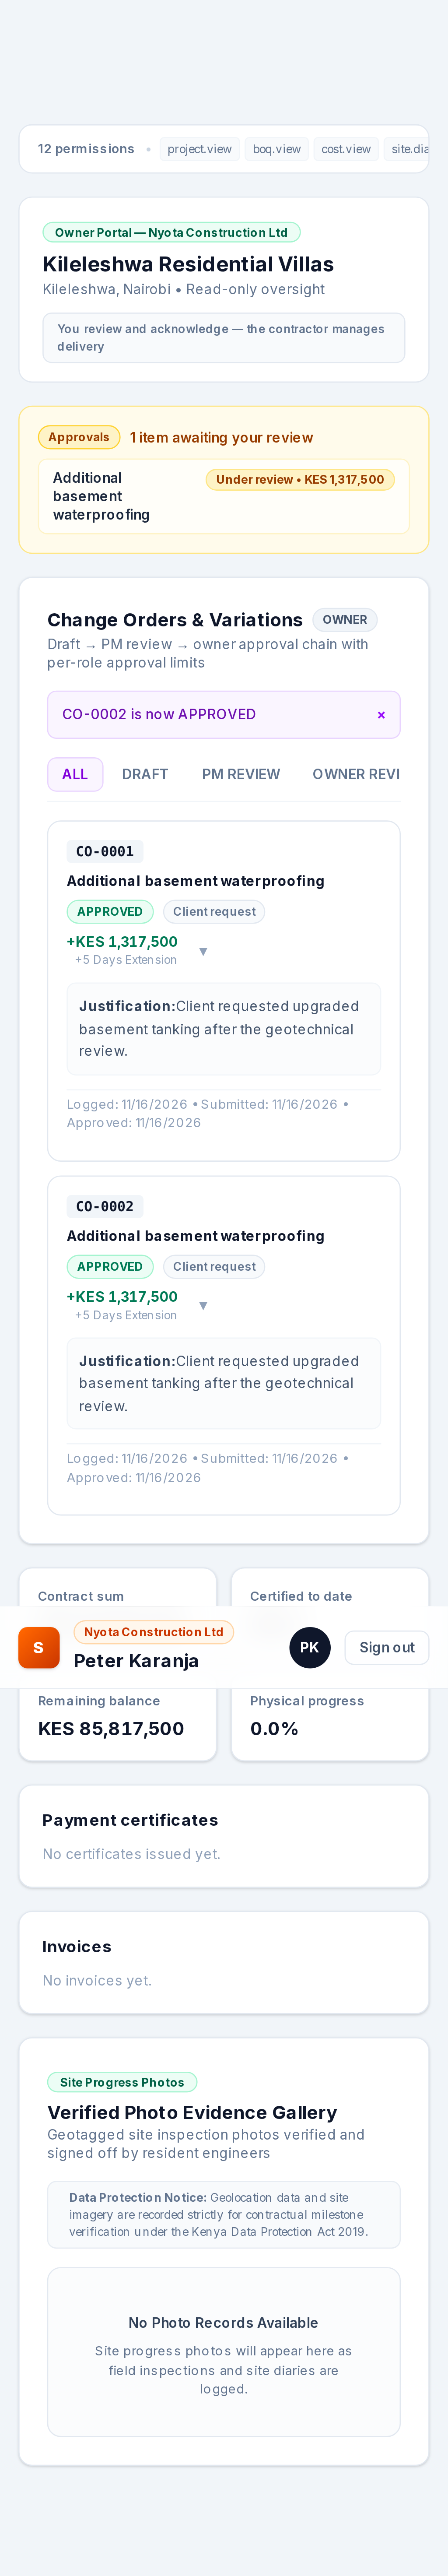 12 permissions • project.view boq.view cost.view site.dia
Owner Portal — Nyota Construction Ltd
Kileleshwa Residential Villas
Kileleshwa, Nairobi • Read-only oversight
You review and acknowledge — the contractor manages
delivery
Approvals 1 item awaiting your review
Additional
basement
waterproofing
Under review • KES 1,317,500
Change Orders & Variations OWNER
Draft → PM review → owner approval chain with
per-role approval limits
CO-0002 is now APPROVED ×
ALL DRAFT PM REVIEW OWNER REVI
CO-0001
Additional basement waterproofing
APPROVED Client request
+KES 1,317,500 ▼
+5 Days Extension
Justification:Client requested upgraded
basement tanking after the geotechnical
review.
Logged: 11/16/2026 • Submitted: 11/16/2026 •
Approved: 11/16/2026
CO-0002
Additional basement waterproofing
APPROVED Client request
+KES 1,317,500 ▼
+5 Days Extension
Justification:Client requested upgraded
basement tanking after the geotechnical
review.
Logged: 11/16/2026 • Submitted: 11/16/2026 •
Approved: 11/16/2026
Contract sum Certified to date
S
Nyota Construction Ltd
Peter Karanja
PK
Sign out
Remaining balance
KES 85,817,500
Physical progress
0.0%
Payment certificates
No certificates issued yet.
Invoices
No invoices yet.
Site Progress Photos
Verified Photo Evidence Gallery
Geotagged site inspection photos verified and
signed off by resident engineers
Data Protection Notice: Geolocation data and site
imagery are recorded strictly for contractual milestone
verification under the Kenya Data Protection Act 2019.
No Photo Records Available
Site progress photos will appear here as
field inspections and site diaries are
logged.